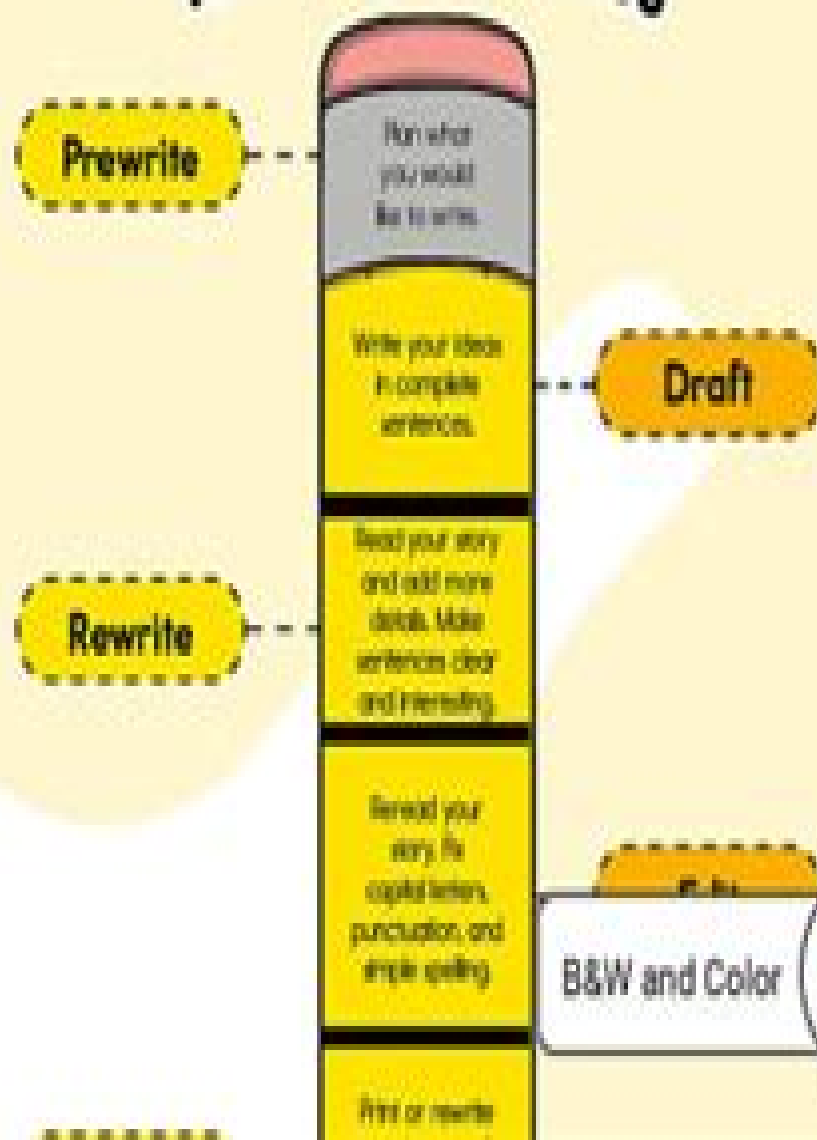 Prewrite
Plan what
you would
like to write.
Write your ideas
in complete
sentences.
Draft
Read your story
and add more
details. Make
sentences clear
and interesting.
Rewrite
Reread your
story. Fix
capital letters,
punctuation, and
simple spelling.
B&W and Color
Print or rewrite